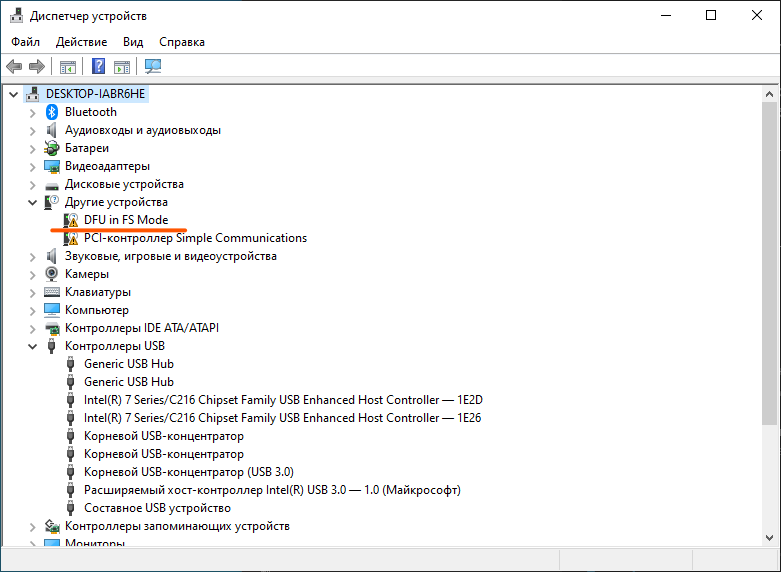 Диспетчер устройств
Файл Действие Вид Справка
DESKTOP-IABR6HE
Bluetooth
Аудиовходы и аудиовыходы
Батареи
Видеоадаптеры
Дисковые устройства
Другие устройства
DFU in FS Mode
PCI-контроллер Simple Communications
Звуковые, игровые и видеоустройства
Камеры
Клавиатуры
Компьютер
Контроллеры IDE ATA/ATAPI
Контроллеры USB
Generic USB Hub
Generic USB Hub
Intel(R) 7 Series/C216 Chipset Family USB Enhanced Host Controller — 1E2D
Intel(R) 7 Series/C216 Chipset Family USB Enhanced Host Controller — 1E26
Корневой USB-концентратор
Корневой USB-концентратор
Корневой USB-концентратор (USB 3.0)
Расширяемый хост-контроллер Intel(R) USB 3.0 — 1.0 (Майкрософт)
Составное USB устройство
Контроллеры запоминающих устройств
Мониторы